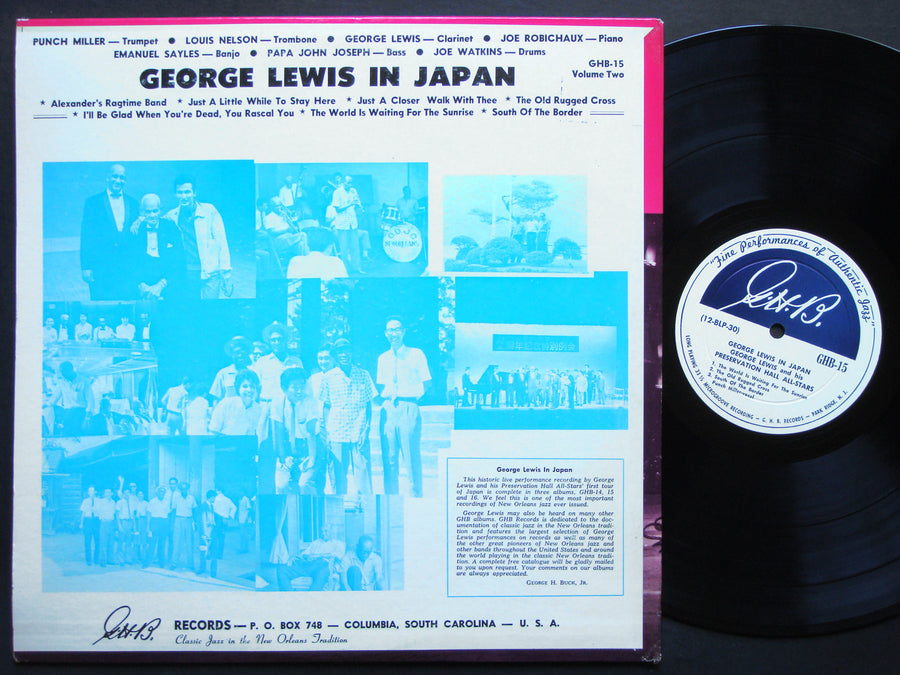 PUNCH MILLER — Trumpet ● LOUIS NELSON — Trombone ● GEORGE LEWIS — Clarinet ● JOE ROBICHAUX — Piano
EMANUEL SAYLES — Banjo ● PAPA JOHN JOSEPH — Bass ● JOE WATKINS — Drums
GEORGE LEWIS IN JAPAN
GHB-15
Volume Two
* Alexander's Ragtime Band * Just A Little While To Stay Here * Just A Closer Walk With Thee * The Old Rugged Cross
* I'll Be Glad When You're Dead, You Rascal You * The World Is Waiting For The Sunrise * South Of The Border
George Lewis In Japan
This historic live performance recording by George
Lewis and his Preservation Hall All-Stars' first tour
of Japan is complete in three albums, GHB-14, 15
and 16. We feel this is one of the most important
recordings of New Orleans jazz ever issued.
George Lewis may also be heard on many other
GHB albums. GHB Records is dedicated to the doc-
umentation of classic jazz in the New Orleans tradi-
tion and features the largest selection of George
Lewis performances on records as well as many of
the other great pioneers of New Orleans jazz and
other bands throughout the United States and around
the world playing in the classic New Orleans tradi-
tion. A complete free catalogue will be gladly mailed
to you upon request. Your comments on our albums
are always appreciated.
GEORGE H. BUCK, JR.
G.H.B. RECORDS — P. O. BOX 748 — COLUMBIA, SOUTH CAROLINA — U. S. A.
Classic Jazz in the New Orleans Tradition
"Fine Performances of Authentic Jazz"
G.H.B.
(12-BLP-30)
GHB-15
GEORGE LEWIS IN JAPAN
GEORGE LEWIS and his
PRESERVATION HALL ALL-STARS
1. The World Is Waiting For The Sunrise
2. The Old Rugged Cross
3. South Of The Border
Punch Miller-vocal
LONG PLAYING 33⅓ MICROGROOVE RECORDING — G. H. B. RECORDS — PARK RIDGE, N. J.